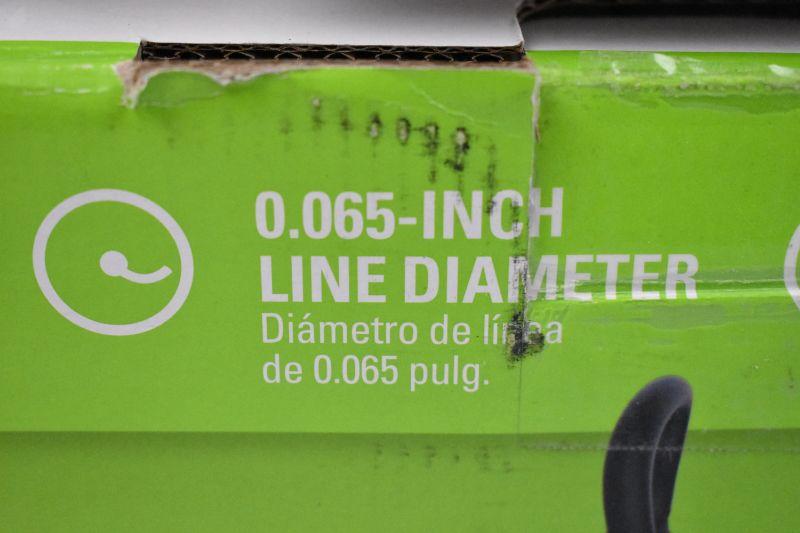 0.065-INCH
LINE DIAMETER
Diámetro de línea
de 0.065 pulg.